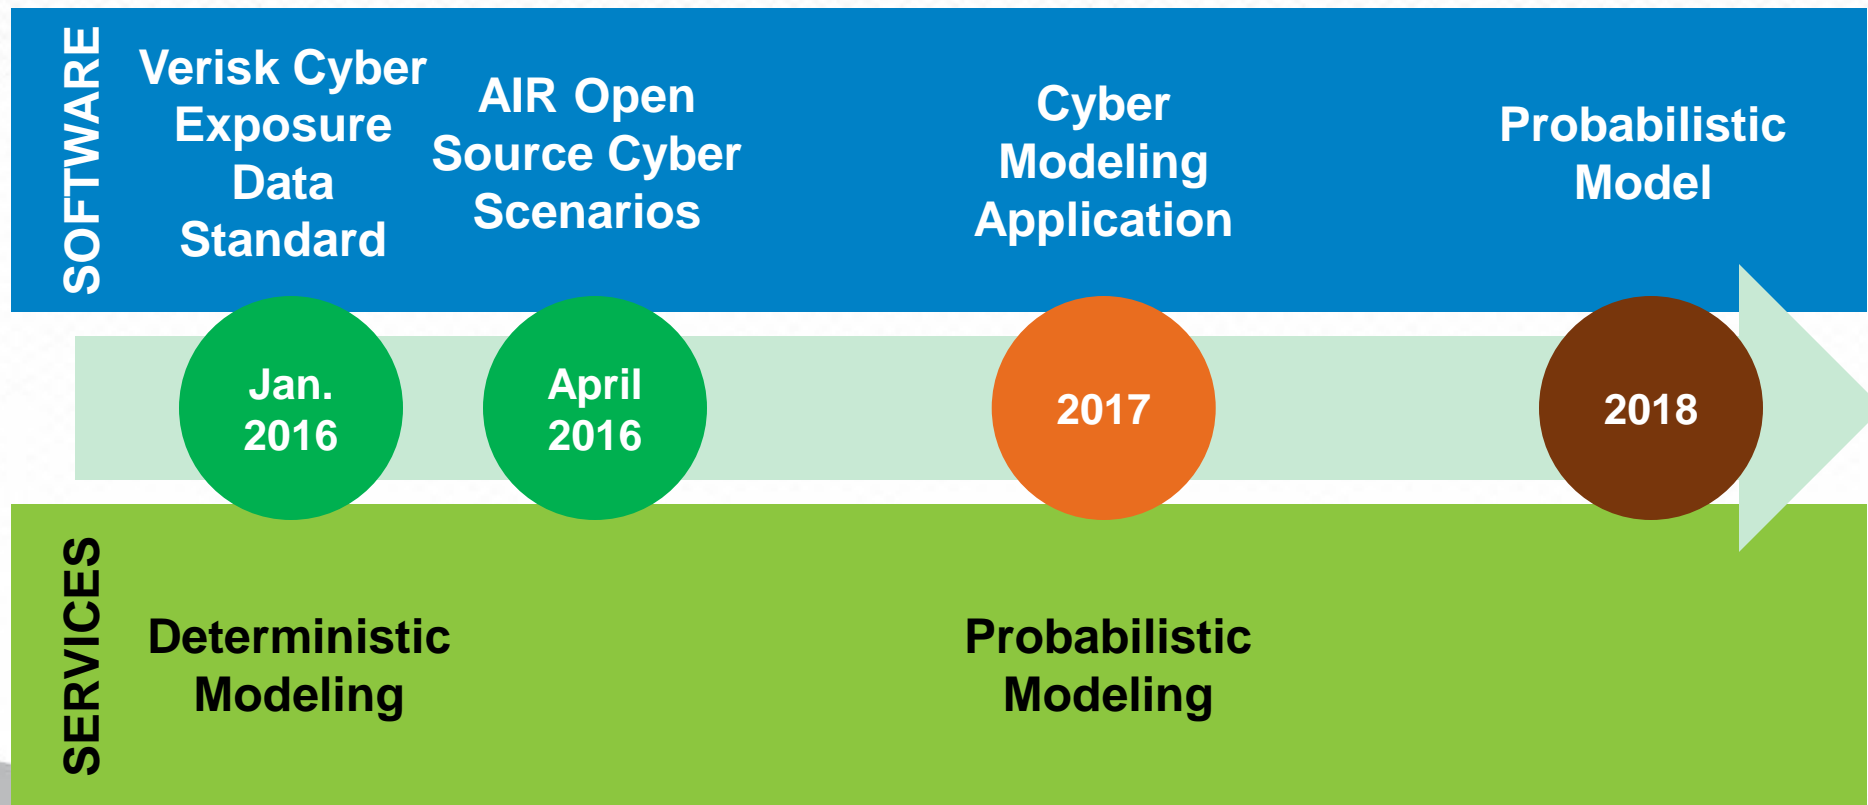 SOFTWARE
Verisk Cyber
Exposure
Data
Standard
AIR Open
Source Cyber
Scenarios
Cyber
Modeling
Application
Probabilistic
Model
Jan.
2016
April
2016
2017
2018
SERVICES
Deterministic
Modeling
Probabilistic
Modeling